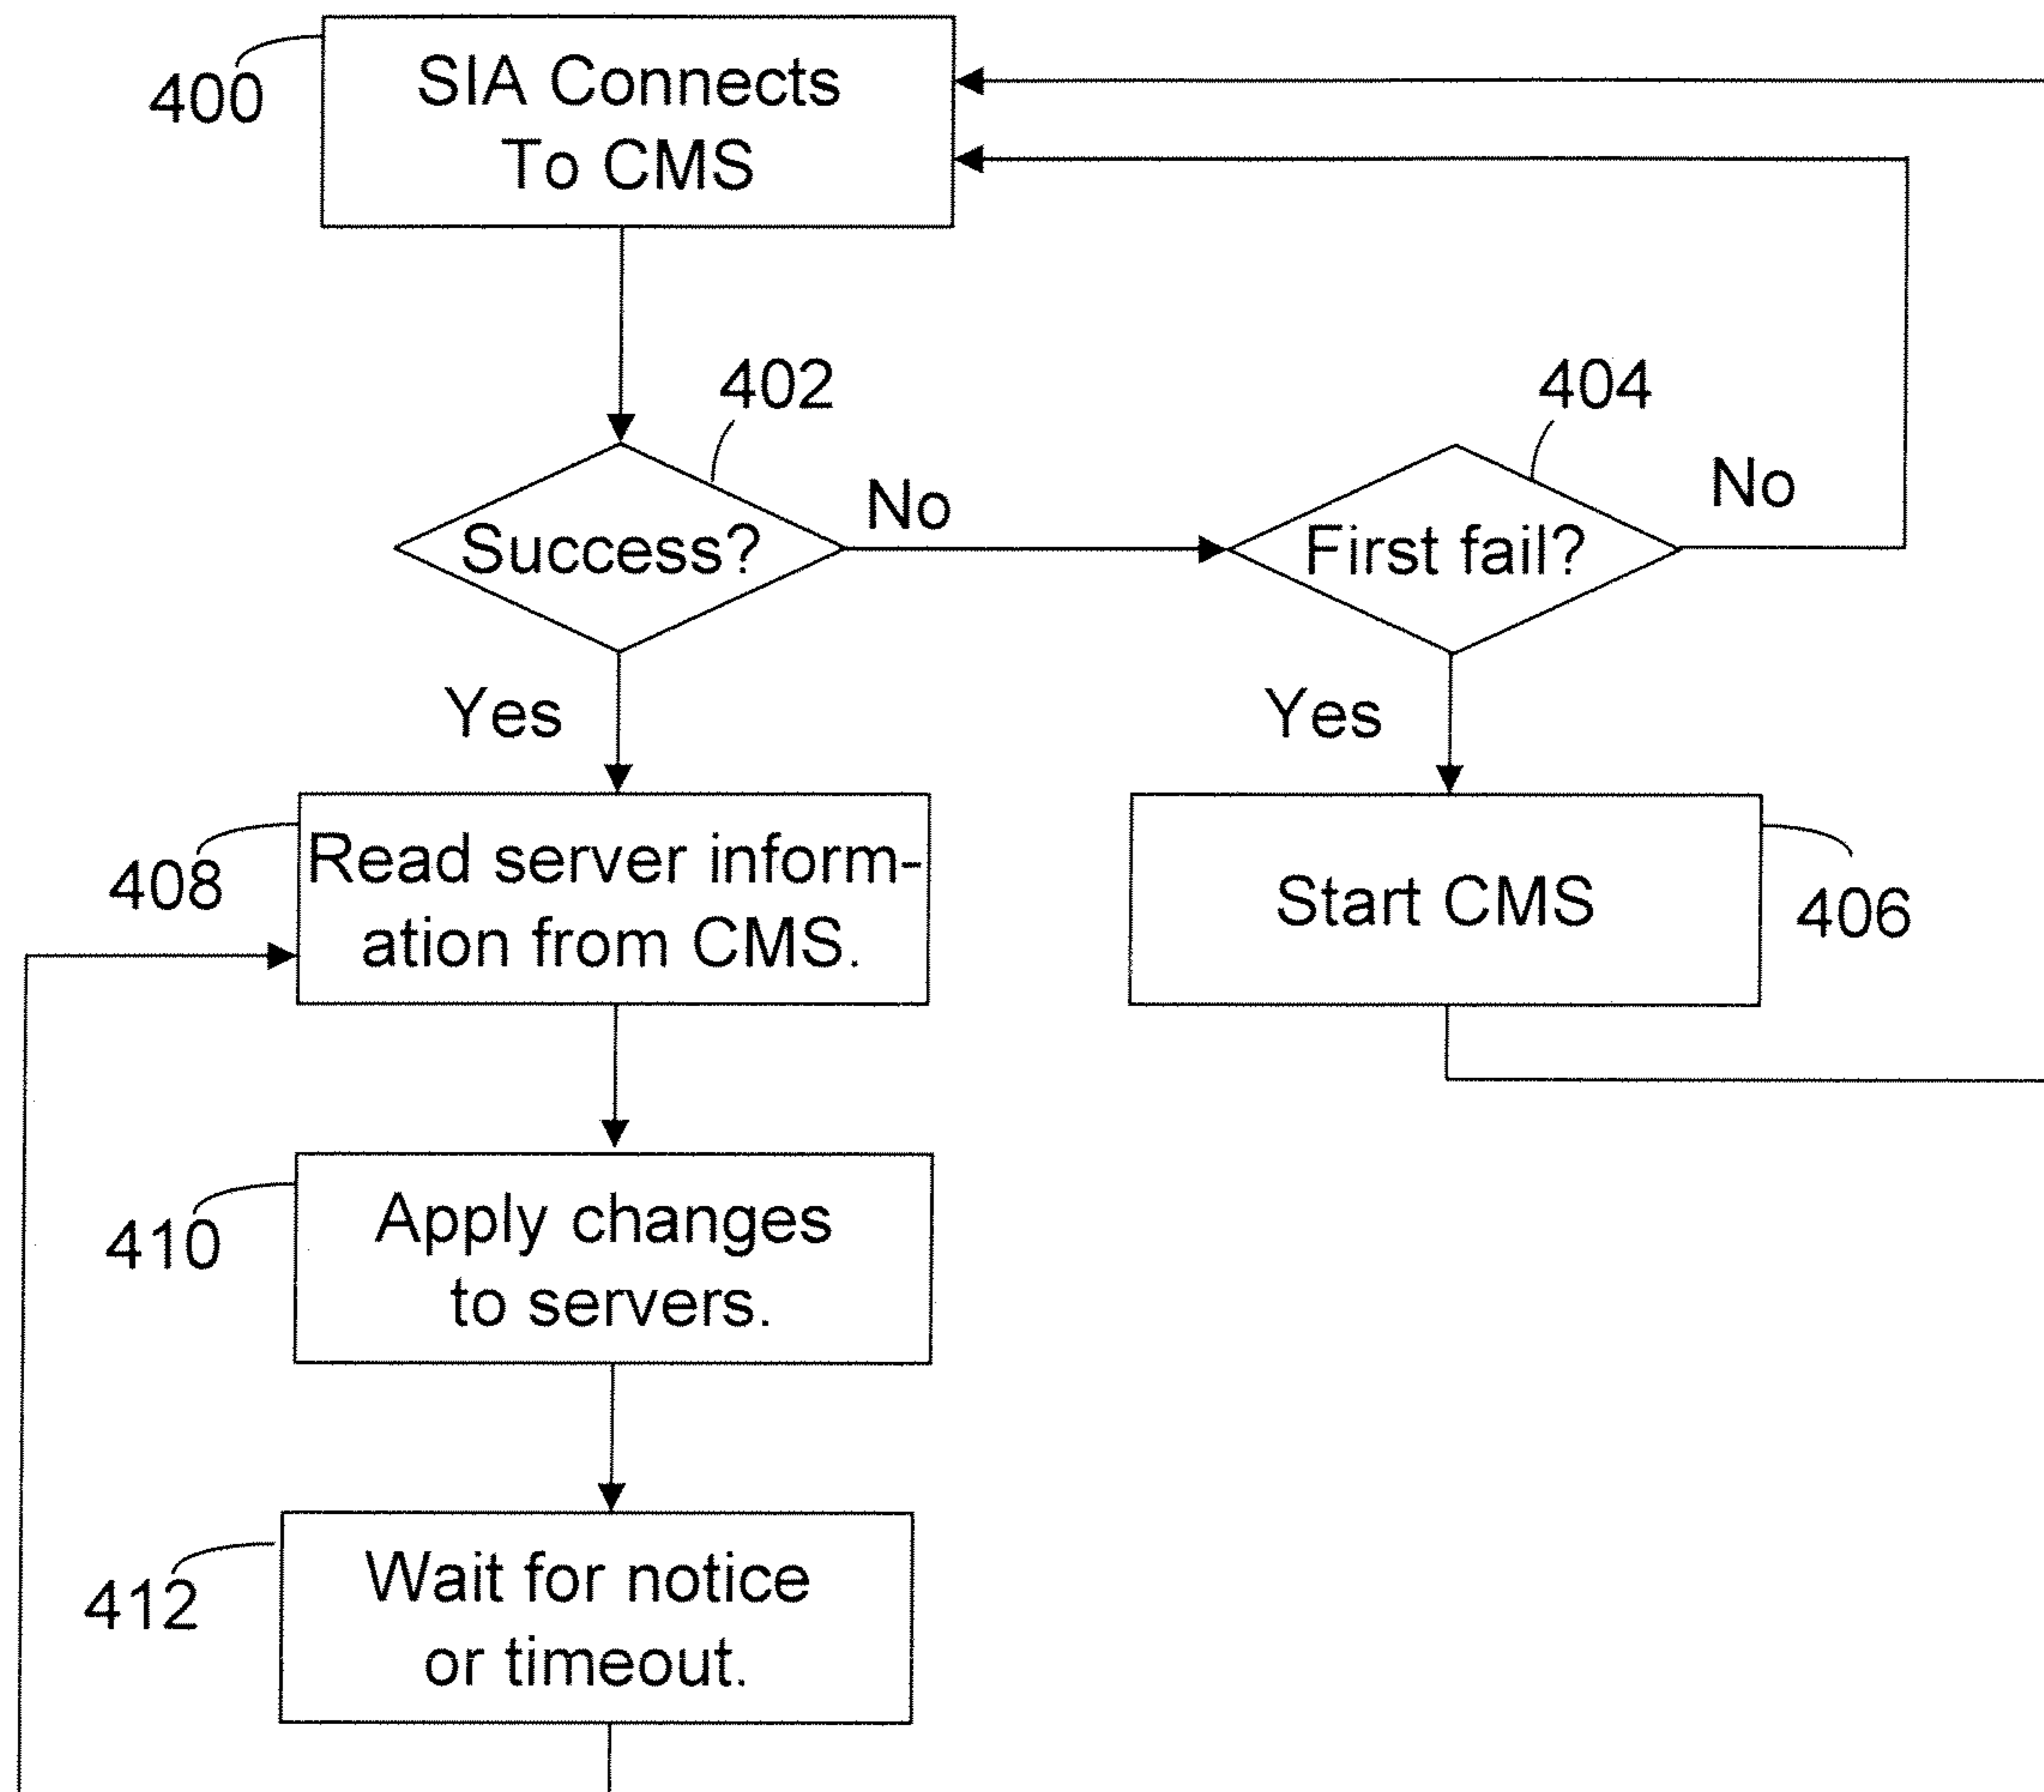 400
SIA Connects
To CMS
402
404
Success?
No
First fail?
No
Yes
Yes
408
Read server inform-
ation from CMS.
Start CMS
406
410
Apply changes
to servers.
412
Wait for notice
or timeout.